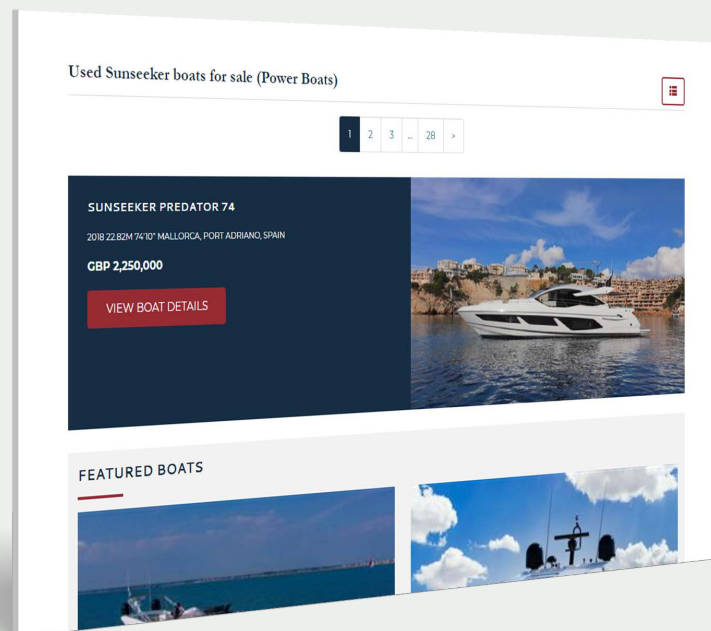 Used Sunseeker boats for sale (Power Boats)
1 2 3 ... 28 >
SUNSEEKER PREDATOR 74
2018 22.82M 74'10" MALLORCA, PORT ADRIANO, SPAIN
GBP 2,250,000
VIEW BOAT DETAILS
FEATURED BOATS